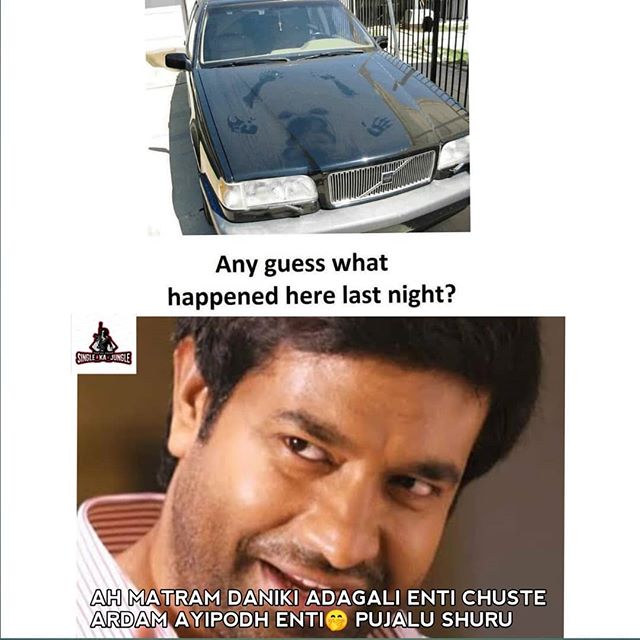 Any guess what
happened here last night?
SINGLE KA JUNGLE
AH MATRAM DANIKI ADAGALI ENTI CHUSTE
ARDAM AYIPODH ENTI🤭 PUJALU SHURU